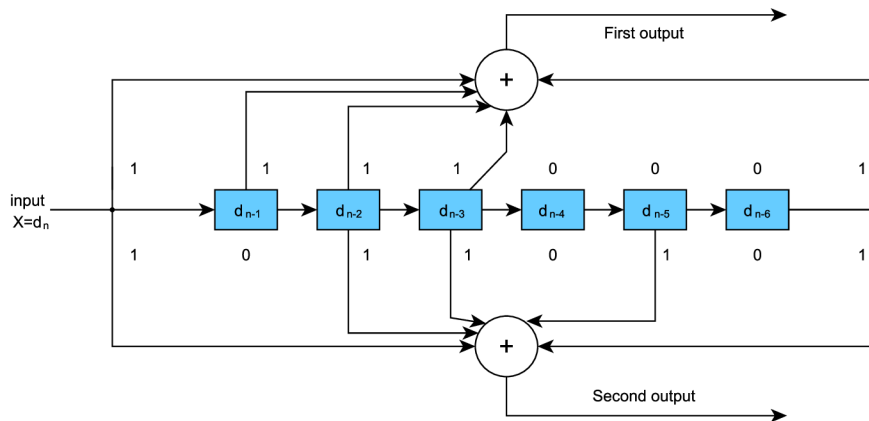 First output
+
1 1 1 1 0 0 0 1
input
X=dₙ
dₙ₋₁ dₙ₋₂ dₙ₋₃ dₙ₋₄ dₙ₋₅ dₙ₋₆
1 0 1 1 0 1 0 1
+
Second output